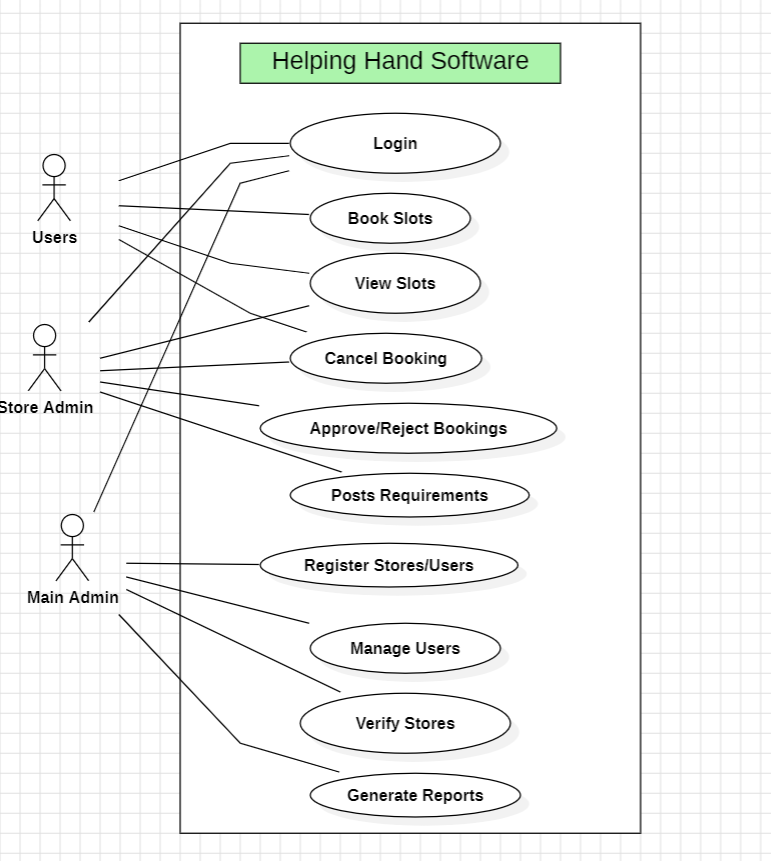 Helping Hand Software
Login
Users
Book Slots
View Slots
Store Admin
Cancel Booking
Approve/Reject Bookings
Posts Requirements
Main Admin
Register Stores/Users
Manage Users
Verify Stores
Generate Reports